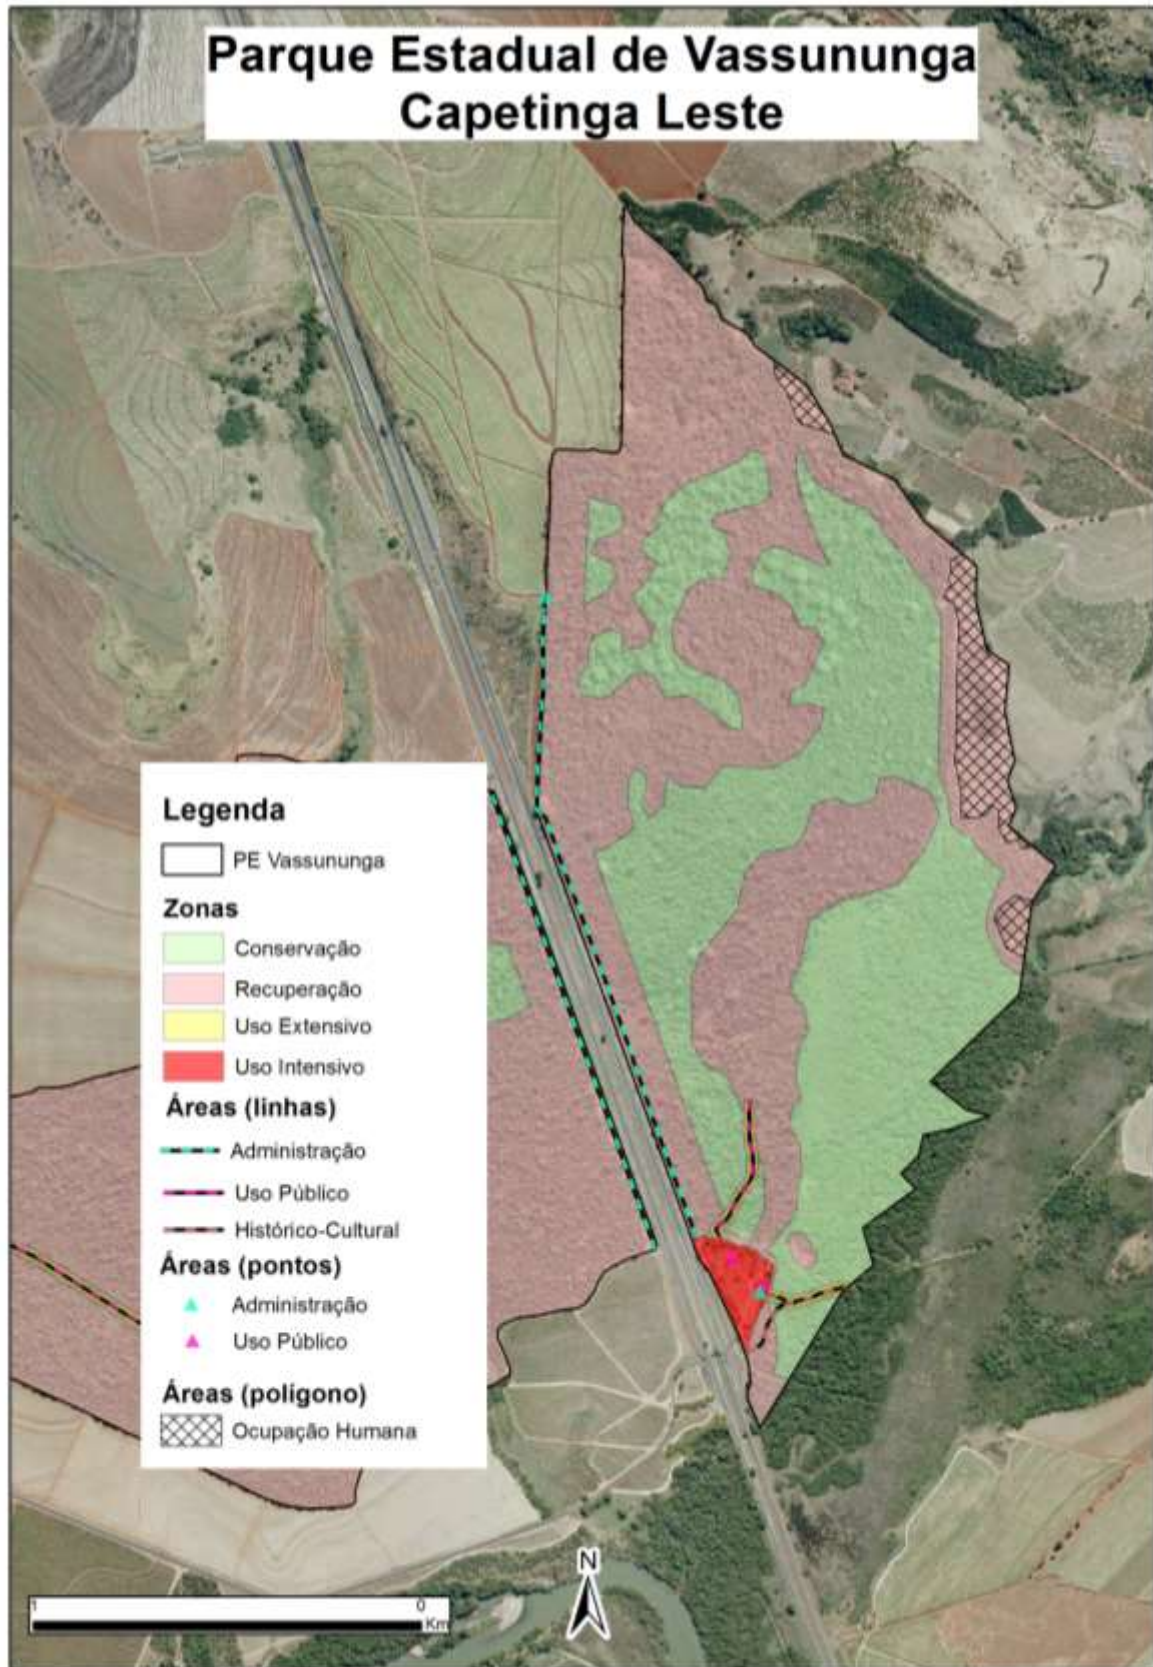 Parque Estadual de Vassununga
Capetinga Leste
Legenda
PE Vassununga
Zonas
Conservação
Recuperação
Uso Extensivo
Uso Intensivo
Áreas (linhas)
Administração
Uso Público
Histórico-Cultural
Áreas (pontos)
Administração
Uso Público
Áreas (polígono)
Ocupação Humana
N
1 0
Km